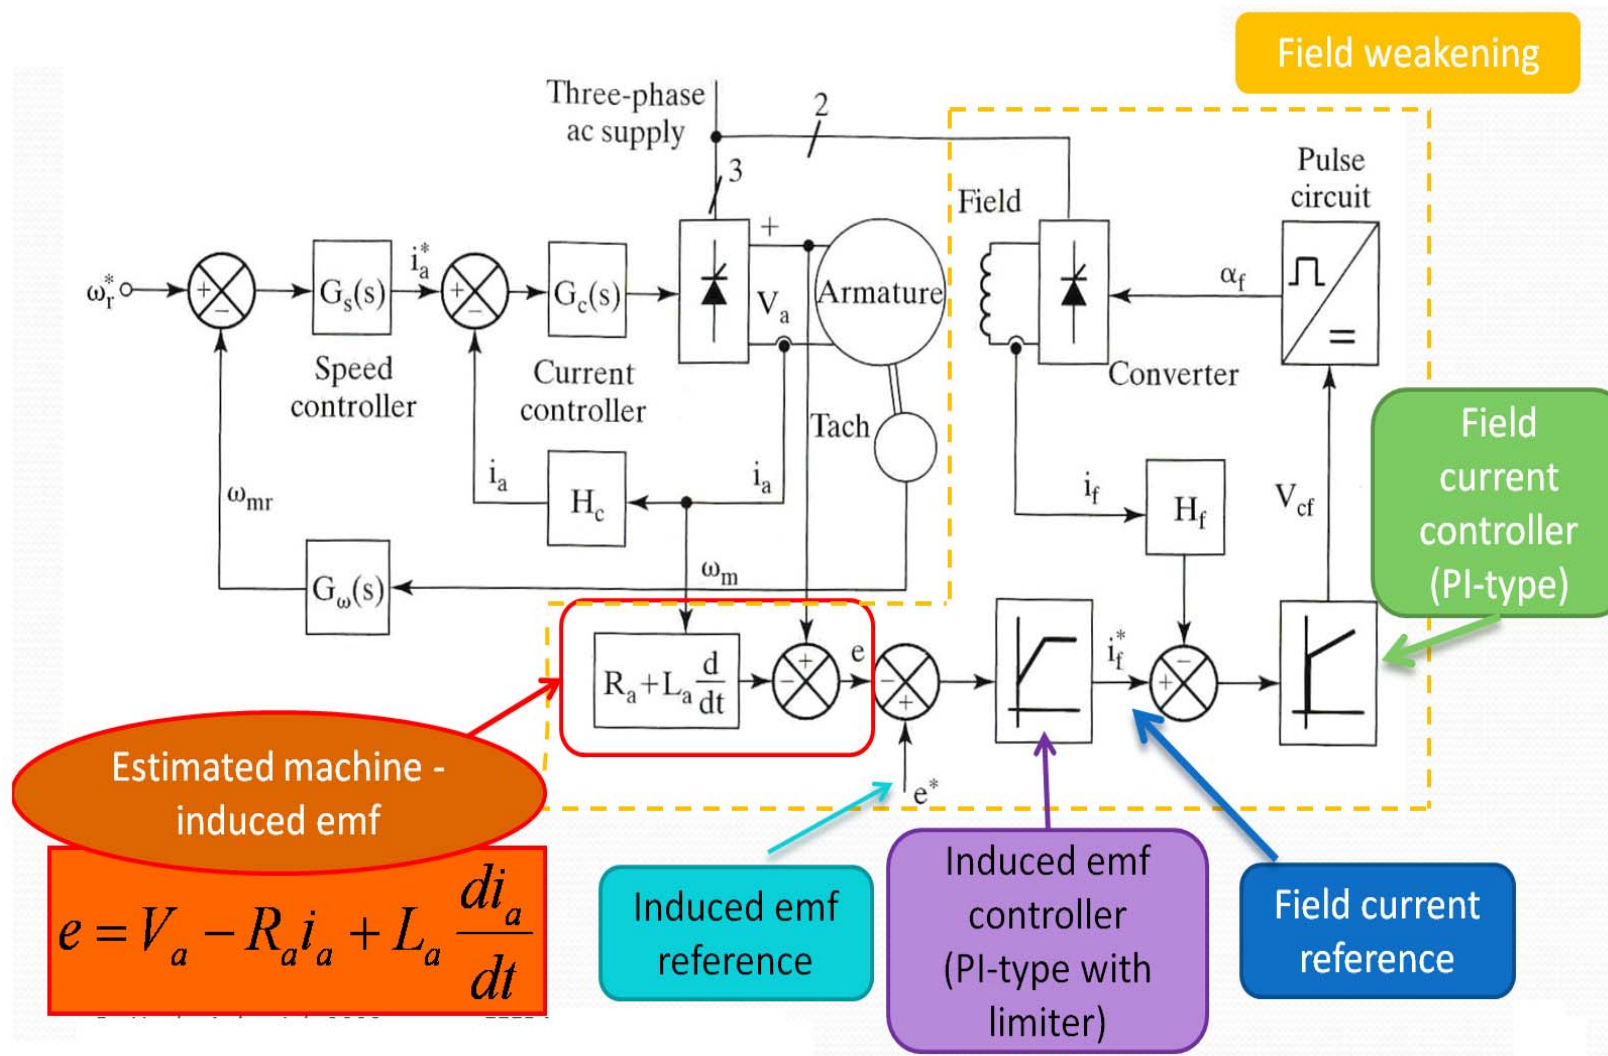 Field weakening
Three-phase
ac supply
2
3
Pulse
circuit
Field
ωr* 
+
−
Gs(s)
ia*
+
−
Gc(s)
+
Va
Armature
αf
=
Speed
controller
Current
controller
Converter
Tach
Field
current
controller
(PI-type)
ωmr
ia
Hc
ia
if
Hf
Vcf
Gω(s)
ωm
Ra+La d/dt
+
−
e
−
+
if*
−
+
e*
Estimated machine -
induced emf
e = Va − Raia + La dia/dt
Induced emf
reference
Induced emf
controller
(PI-type with
limiter)
Field current
reference